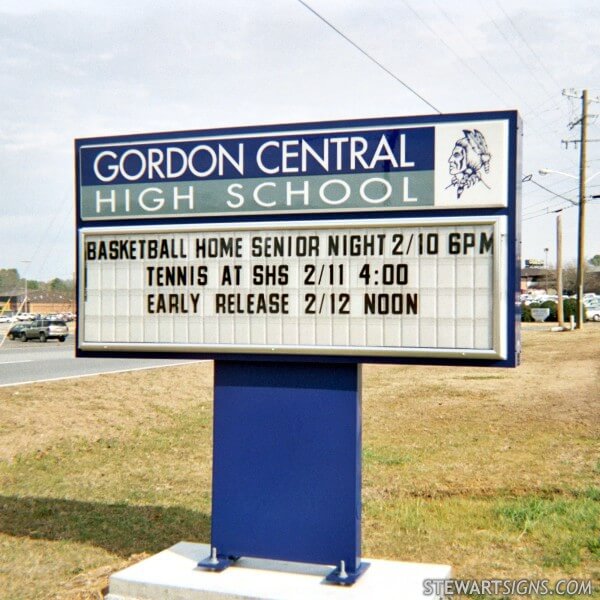 GORDON CENTRAL
HIGH SCHOOL
BASKETBALL HOME SENIOR NIGHT 2/10 6PM
TENNIS AT SHS 2/11 4:00
EARLY RELEASE 2/12 NOON
STEWARTSIGNS.COM